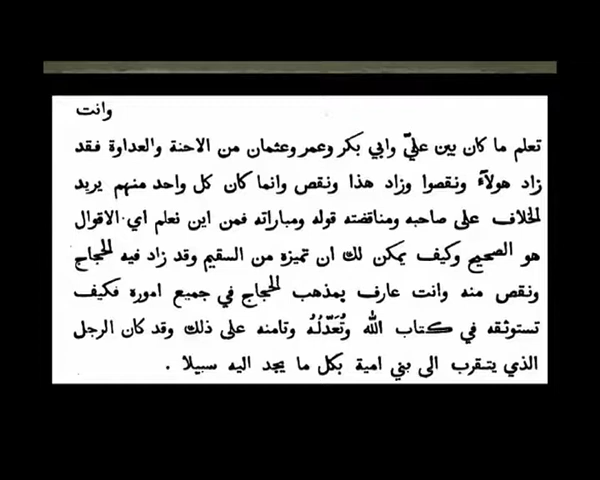 وانت
تعلم ما كان بين عليّ وابي بكر وعمر وعثمان من الاحنة والعداوة فقد
زاد هولآء ونقصوا وزاد هذا ونقص وانما كان كل واحد منهم يريد
الخلاف على صاحبه ومناقضته قوله ومباراته فمن اين نعلم اي الاقوال
هو الصحيح وكيف يمكن لك ان تميزه من السقيم وقد زاد فيه الحجاج
ونقص منه وانت عارف بمذهب الحجاج في جميع اموره فكيف
تستوثقه في كتاب الله وتُعَدّلُهُ وتامنه على ذلك وقد كان الرجل
الذي يتقرب الى بني امية بكل ما يجد اليه سبيلا .